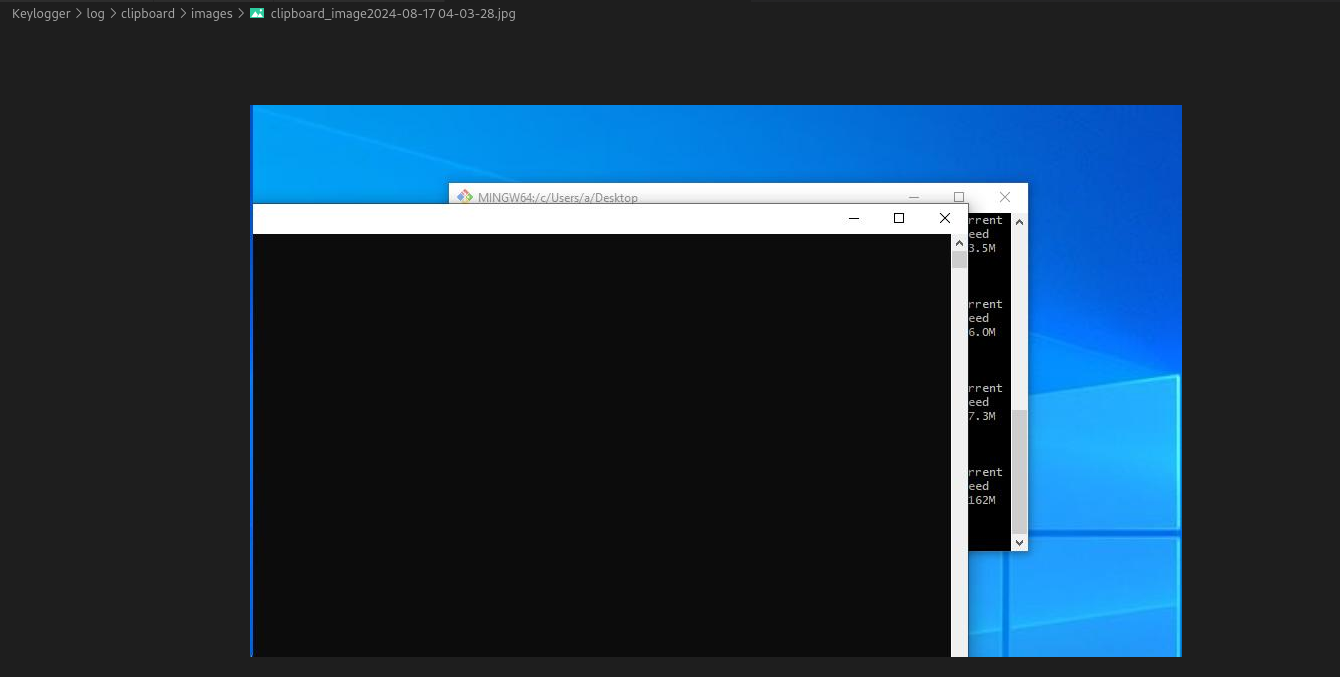 Keylogger > log > clipboard > images > clipboard_image2024-08-17 04-03-28.jpg
MINGW64:/c/Users/a/Desktop
rrent
eed
3.5M
rrent
eed
6.0M
rrent
eed
7.3M
rrent
eed
162M